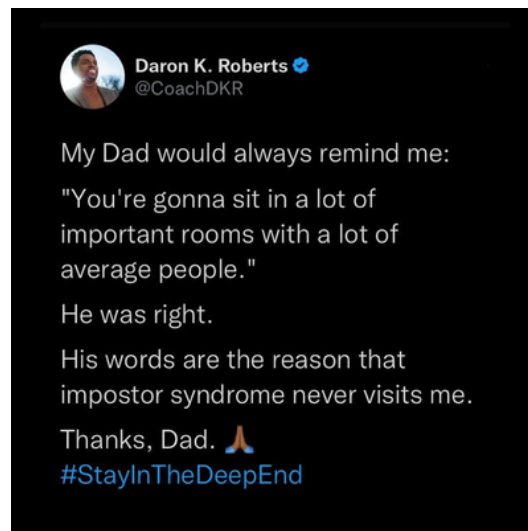 Daron K. Roberts
@CoachDKR
My Dad would always remind me:
"You're gonna sit in a lot of
important rooms with a lot of
average people."
He was right.
His words are the reason that
impostor syndrome never visits me.
Thanks, Dad. 🙏🏾
#StayInTheDeepEnd